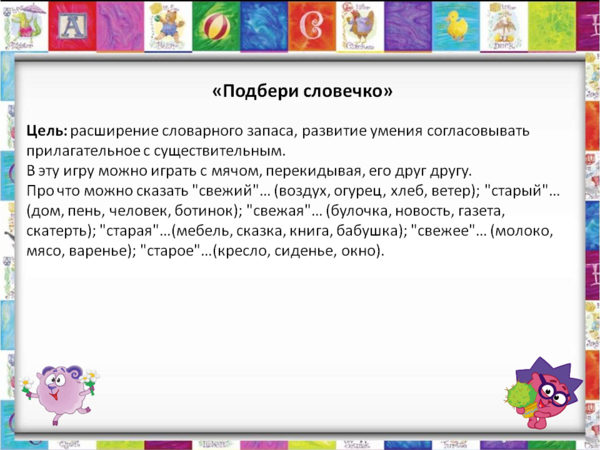 «Подбери словечко»
Цель: расширение словарного запаса, развитие умения согласовывать
прилагательное с существительным.
В эту игру можно играть с мячом, перекидывая, его друг другу.
Про что можно сказать "свежий"... (воздух, огурец, хлеб, ветер); "старый"...
(дом, пень, человек, ботинок); "свежая"... (булочка, новость, газета,
скатерть); "старая"...(мебель, сказка, книга, бабушка); "свежее"... (молоко,
мясо, варенье); "старое"...(кресло, сиденье, окно).